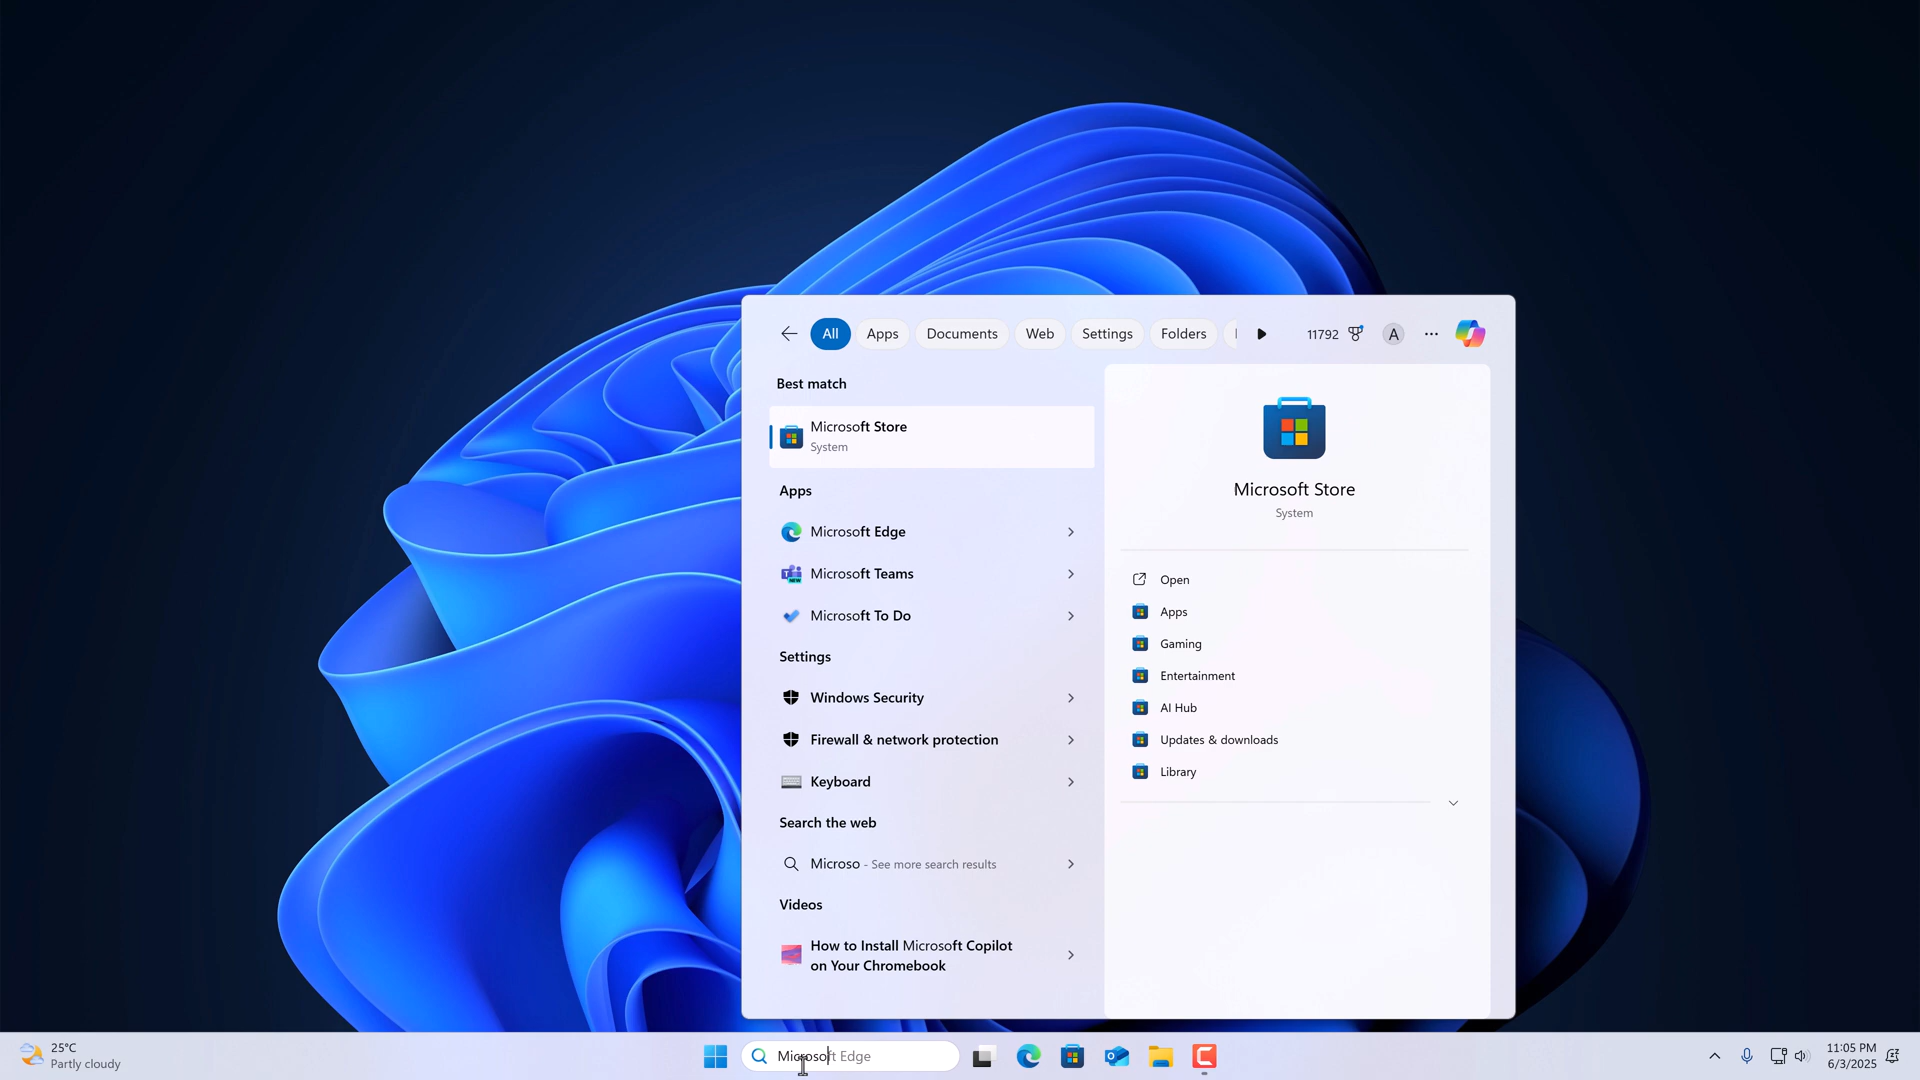 All
Apps
Documents
Web
Settings
Folders
11792
A
Best match
Microsoft Store
System
Apps
Microsoft Edge
Microsoft Teams
Microsoft To Do
Settings
Windows Security
Firewall & network protection
Keyboard
Search the web
Microso - See more search results
Videos
How to Install Microsoft Copilot
on Your Chromebook
Microsoft Store
System
Open
Apps
Gaming
Entertainment
AI Hub
Updates & downloads
Library
25°C
Partly cloudy
Microsoft Edge
11:05 PM
6/3/2025